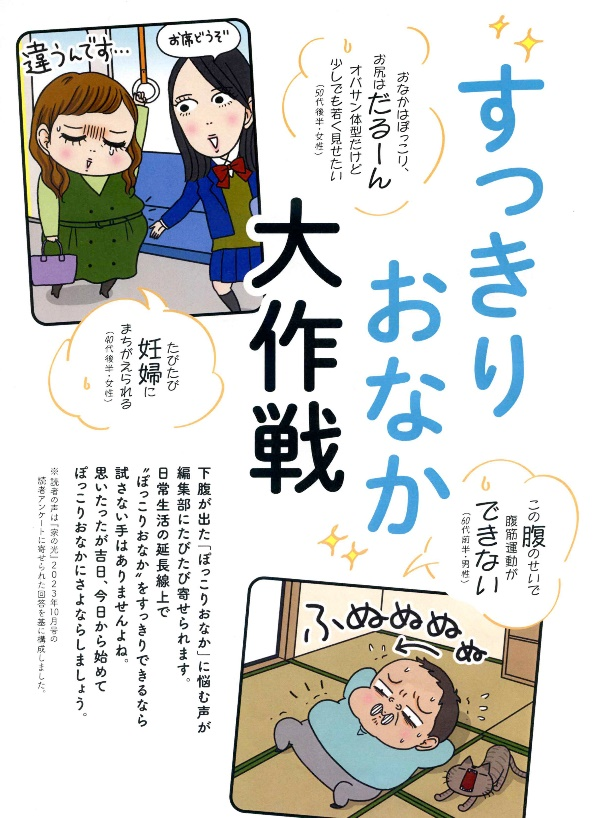 すっきり
おなか
大作戦
おなかはぽっこり、
お尻はだるーん
オバサン体型だけど
少しでも若く見せたい
(50代後半・女性)
お席どうぞ
違うんです…
たびたび
妊婦に
まちがえられる
(40代後半・女性)
この腹のせいで
腹筋運動が
できない
(60代前半・男性)
ふぬぬぬぬ
下腹が出た「ぽっこりおなか」に悩む声が
編集部にたびたび寄せられます。
日常生活の延長線上で
“ぽっこりおなか”をすっきりできるなら
試さない手はありませんよね。
思いたったが吉日、今日から始めて
ぽっこりおなかにさよならしましょう。
※読者の声は『家の光』2023年10月号の
読者アンケートに寄せられた回答を基に構成しました。